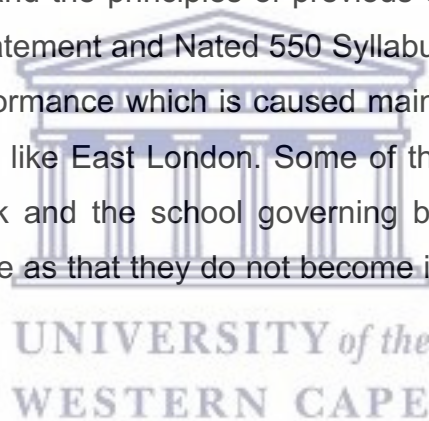 and the principles of previous
atement and Nated 550 Syllabu
ormance which is caused main
like East London. Some of th
k and the school governing b
e as that they do not become i
UNIVERSITY of the
WESTERN CAPE